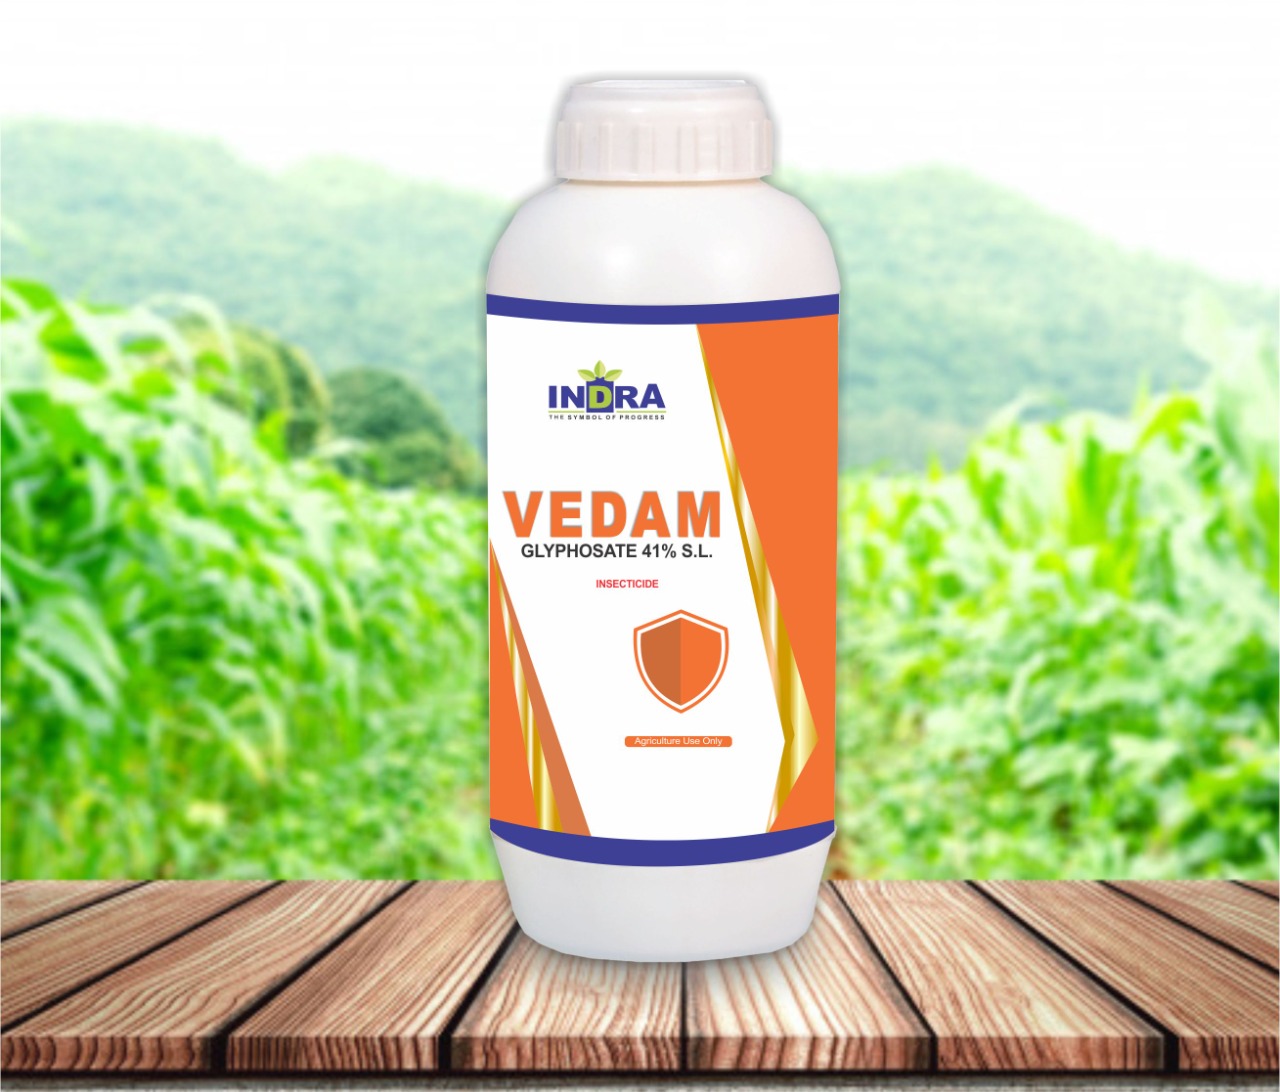 INDRA
THE SYMBOL OF PROGRESS
VEDAM
GLYPHOSATE 41% S.L.
INSECTICIDE
Agriculture Use Only